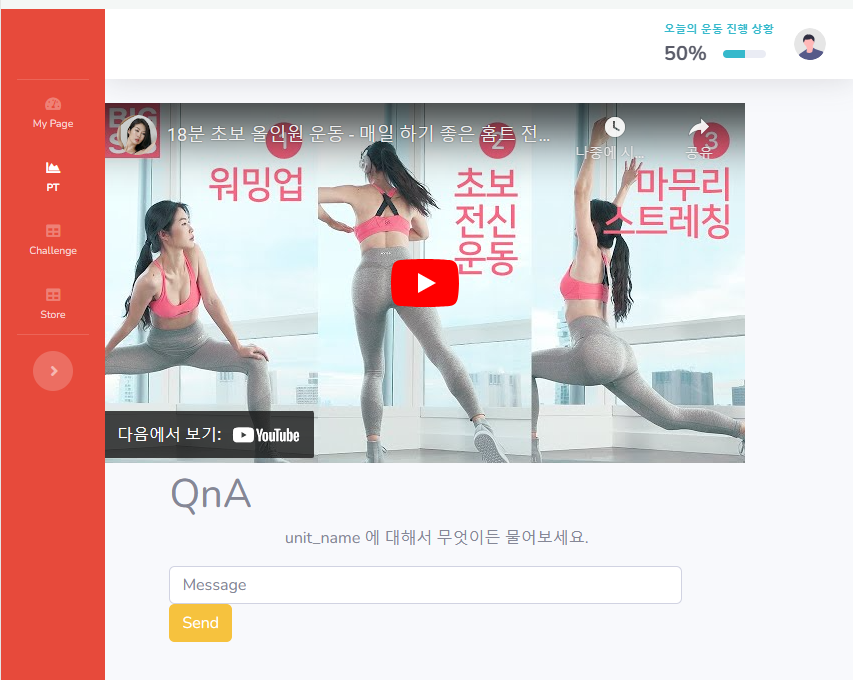 오늘의 운동 진행 상황
50%
My Page
PT
Challenge
Store
BIG
18분 초보 올인원 운동 - 매일 하기 좋은 홈트 전...
나중에 시...
공유
1
워밍업
2
초보
전신
운동
3
마무리
스트레칭
다음에서 보기: YouTube
QnA
unit_name 에 대해서 무엇이든 물어보세요.
Message
Send